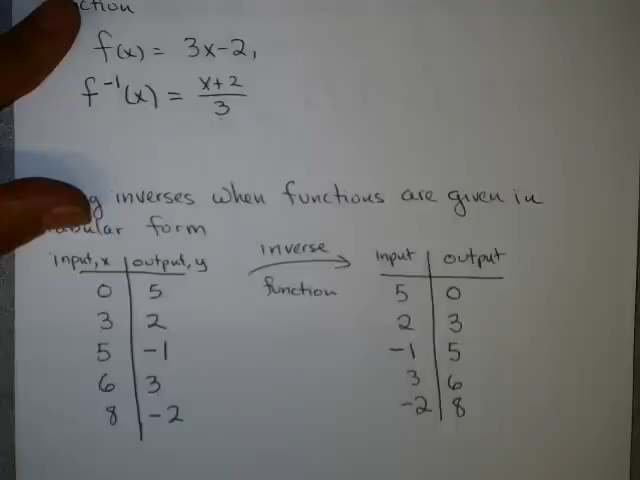 f(x) = 3x-2,
f⁻¹(x) = x+2
3
inverses when functions are given in
form
input,x output,y
0 5
3 2
5 -1
6 3
8 -2
inverse
function
input output
5 0
2 3
-1 5
3 6
-2 8